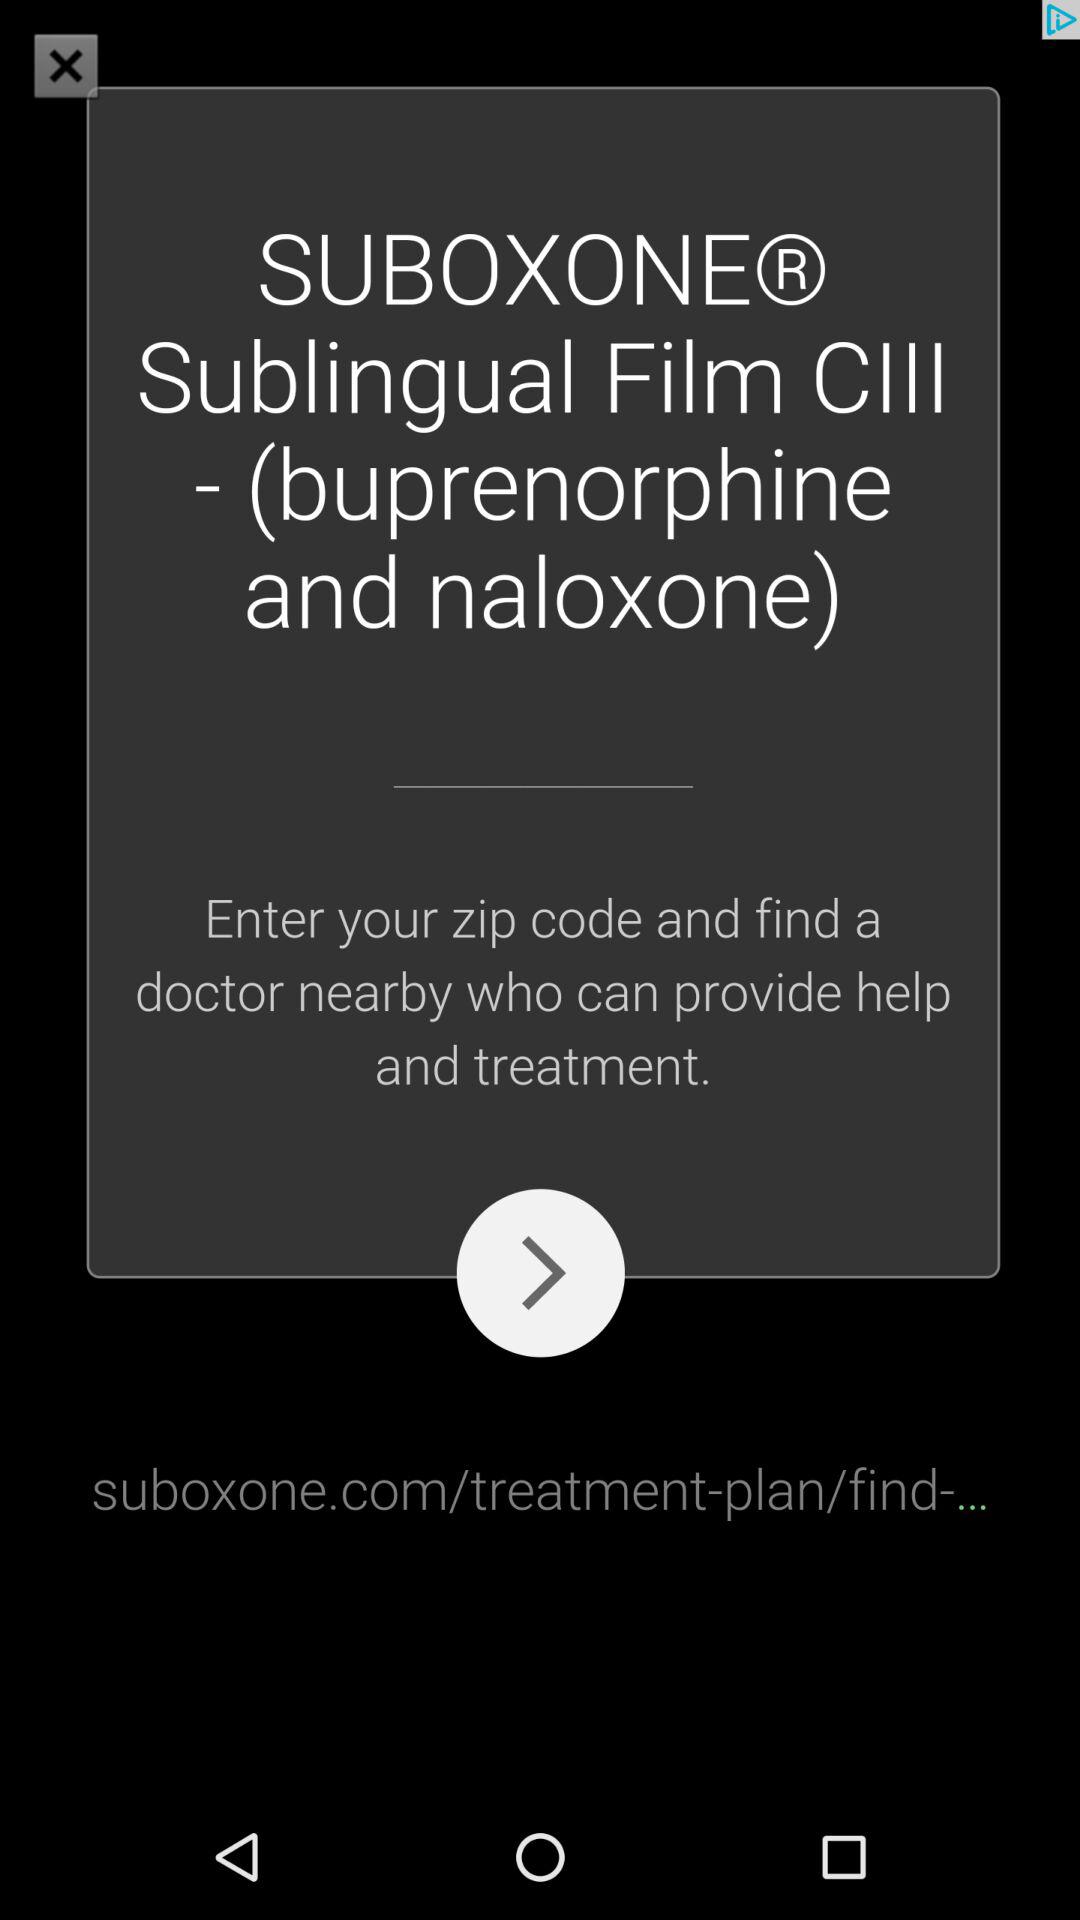 SUBOXONE®
Sublingual Film CIII
- (buprenorphine
and naloxone)
Enter your zip code and find a
doctor nearby who can provide help
and treatment.
suboxone.com/treatment-plan/find-...